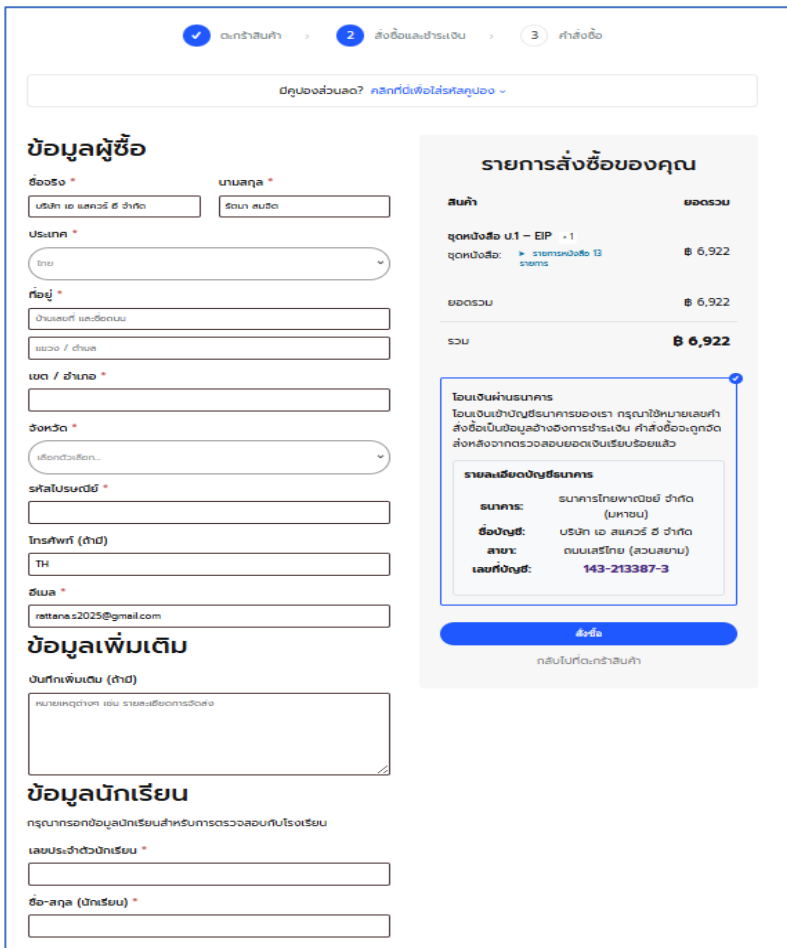 ตะกร้าสินค้า
2 สั่งซื้อและชำระเงิน
3 คำสั่งซื้อ
มีคูปองส่วนลด? คลิกที่นี่เพื่อใส่รหัสคูปอง
ข้อมูลผู้ซื้อ
ชื่อจริง * นามสกุล *
บริษัท เอ แสควร์ อี จำกัด รัตนา สมจิต
ประเทศ *
ไทย
ที่อยู่ *
บ้านเลขที่ และชื่อถนน
แขวง / ตำบล
เขต / อำเภอ *
จังหวัด *
เลือกตัวเลือก...
รหัสไปรษณีย์ *
โทรศัพท์ (ถ้ามี)
TH
อีเมล *
rattana.s2025@gmail.com
ข้อมูลเพิ่มเติม
บันทึกเพิ่มเติม (ถ้ามี)
หมายเหตุต่างๆ เช่น รายละเอียดการจัดส่ง
ข้อมูลนักเรียน
กรุณากรอกข้อมูลนักเรียนสำหรับการตรวจสอบกับโรงเรียน
เลขประจำตัวนักเรียน *
ชื่อ-สกุล (นักเรียน) *
รายการสั่งซื้อของคุณ
สินค้า ยอดรวม
ชุดหนังสือ ป.1 – EIP × 1
ชุดหนังสือ: ➤ รายการหนังสือ 13 ฿ 6,922
รายการ
ยอดรวม ฿ 6,922
รวม ฿ 6,922
โอนเงินผ่านธนาคาร
โอนเงินเข้าบัญชีธนาคารของเรา กรุณาใช้หมายเลขคำ
สั่งซื้อเป็นข้อมูลอ้างอิงการชำระเงิน คำสั่งซื้อจะถูกจัด
ส่งหลังจากตรวจสอบยอดเงินเรียบร้อยแล้ว
รายละเอียดบัญชีธนาคาร
ธนาคาร: ธนาคารไทยพาณิชย์ จำกัด
(มหาชน)
ชื่อบัญชี: บริษัท เอ สแควร์ อี จำกัด
สาขา: ถนนเสรีไทย (สวนสยาม)
เลขที่บัญชี: 143-213387-3
สั่งซื้อ
กลับไปที่ตะกร้าสินค้า